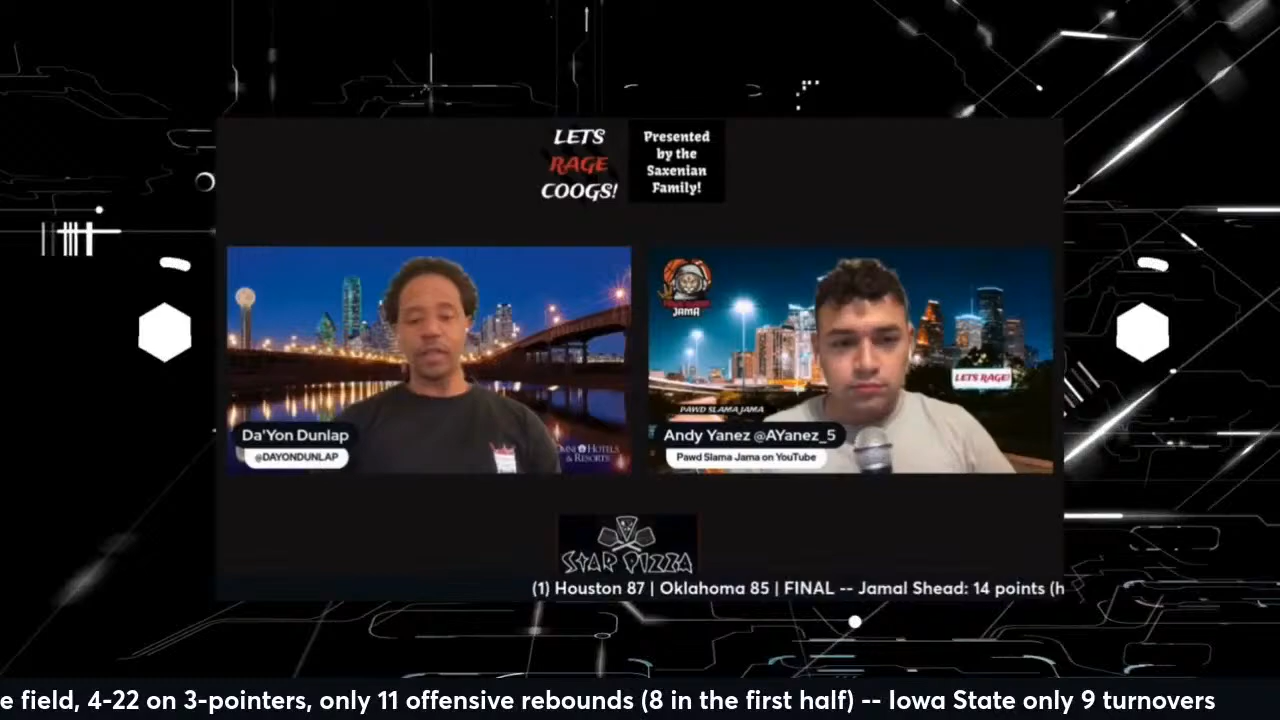 LETS
RAGE
COOGS!
Presented
by the
Saxenian
Family!
JAMA
LETS RAGE!
PAWD SLAMA JAMA
Da'Yon Dunlap
@DAYONDUNLAP
OMNI HOTELS
& RESORTS
Andy Yanez @AYanez_5
Pawd Slama Jama on YouTube
STAR PIZZA
(1) Houston 87 | Oklahoma 85 | FINAL -- Jamal Shead: 14 points (h
e field, 4-22 on 3-pointers, only 11 offensive rebounds (8 in the first half) -- Iowa State only 9 turnovers